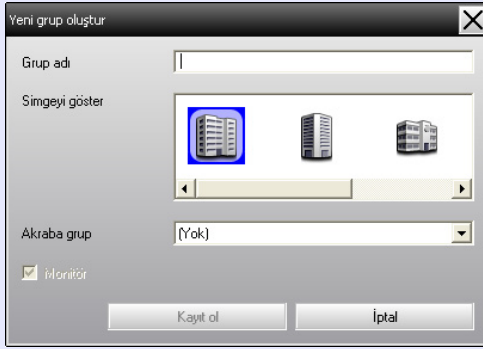 Yeni grup oluştur
Grup adı
Simgeyi göster
Akraba grup
(Yok)
Monitör
Kayıt ol
İptal